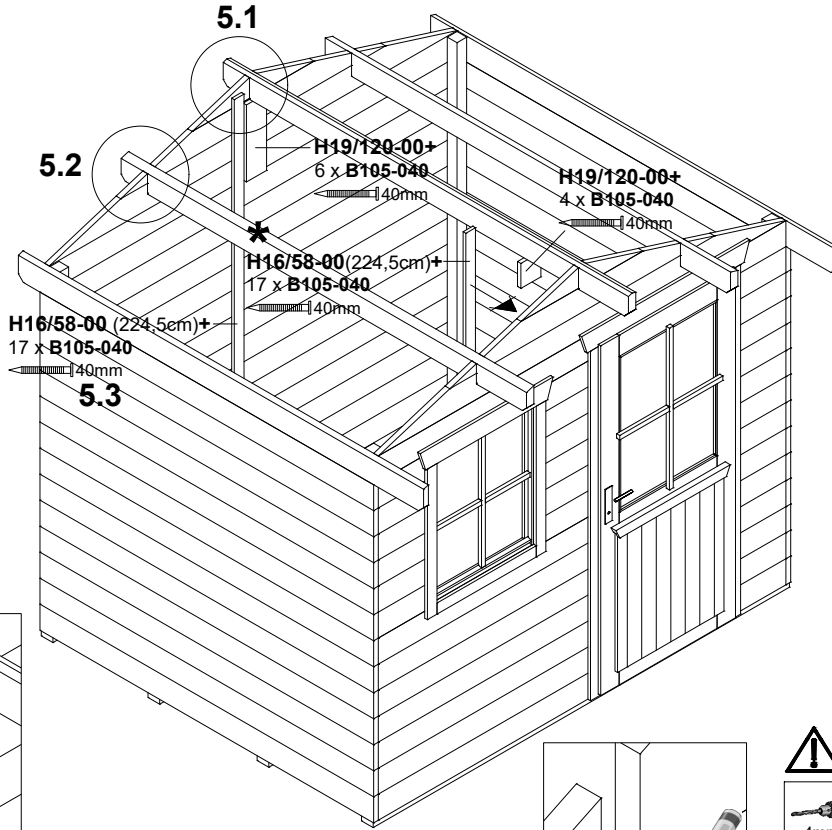 5.1
5.2
H19/120-00+
6 x B105-040
40mm
H19/120-00+
4 x B105-040
40mm
*
H16/58-00(224,5cm)+
17 x B105-040
40mm
H16/58-00 (224,5cm)+
17 x B105-040
40mm
5.3